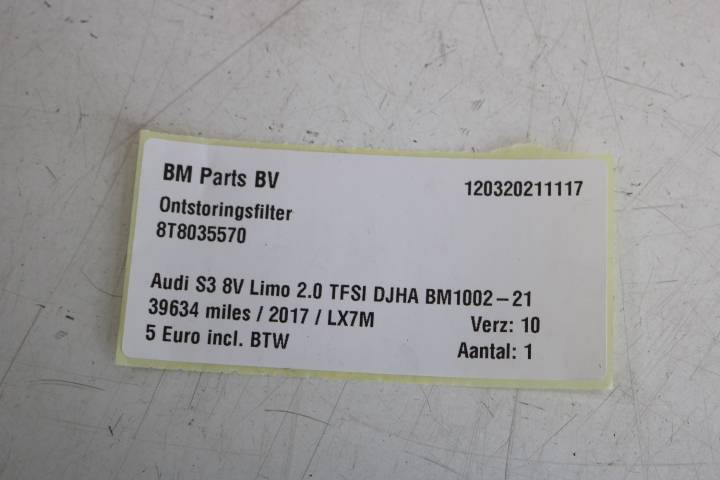 BM Parts BV 120320211117
Ontstoringsfilter
8T8035570
Audi S3 8V Limo 2.0 TFSI DJHA BM1002-21
39634 miles / 2017 / LX7M Verz: 10
5 Euro incl. BTW Aantal: 1